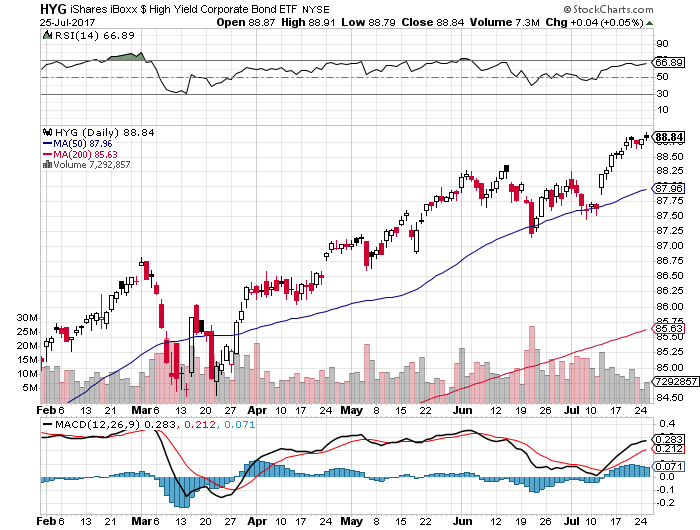 HYG iShares iBoxx $ High Yield Corporate Bond ETF NYSE © StockCharts.com
25-Jul-2017 Open 88.87 High 88.91 Low 88.79 Close 88.84 Volume 7.3M Chg +0.04 (+0.05%)
RSI(14) 66.89
90
70
66.89
50
30
10
HYG (Daily) 88.84
MA(50) 87.96
MA(200) 85.63
Volume 7,292,857
88.84
88.50
88.25
87.96
87.75
87.50
87.25
87.00
86.75
86.50
86.25
86.00
85.75
85.63
85.50
85.25
85.00
7292857
84.50
30M
25M
20M
15M
10M
5M
Feb 6 13 21 Mar 13 20 27 Apr 10 17 24 May 8 15 22 Jun 12 19 26 Jul 10 17 24
MACD(12,26,9) 0.283, 0.212, 0.071
0.4
0.283
0.212
0.071
0.0
-0.1
-0.2
Feb 6 13 21 Mar 13 20 27 Apr 10 17 24 May 8 15 22 Jun 12 19 26 Jul 10 17 24